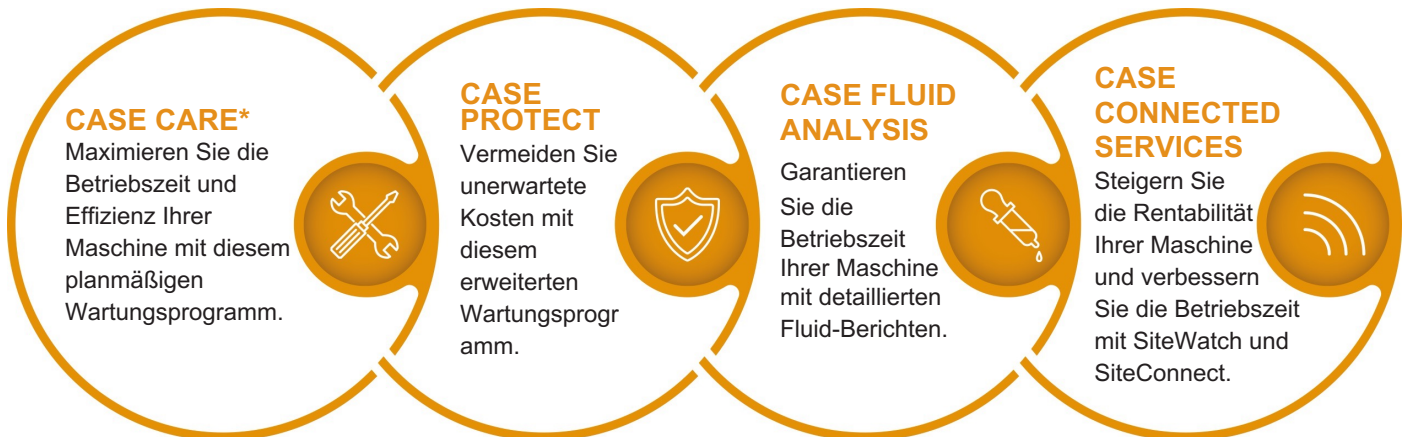 CASE CARE*
Maximieren Sie die
Betriebszeit und
Effizienz Ihrer
Maschine mit diesem
planmäßigen
Wartungsprogramm.
CASE
PROTECT
Vermeiden Sie
unerwartete
Kosten mit
diesem
erweiterten
Wartungsprogr
amm.
CASE FLUID
ANALYSIS
Garantieren
Sie die
Betriebszeit
Ihrer Maschine
mit detaillierten
Fluid-Berichten.
CASE
CONNECTED
SERVICES
Steigern Sie
die Rentabilität
Ihrer Maschine
und verbessern
Sie die Betriebszeit
mit SiteWatch und
SiteConnect.